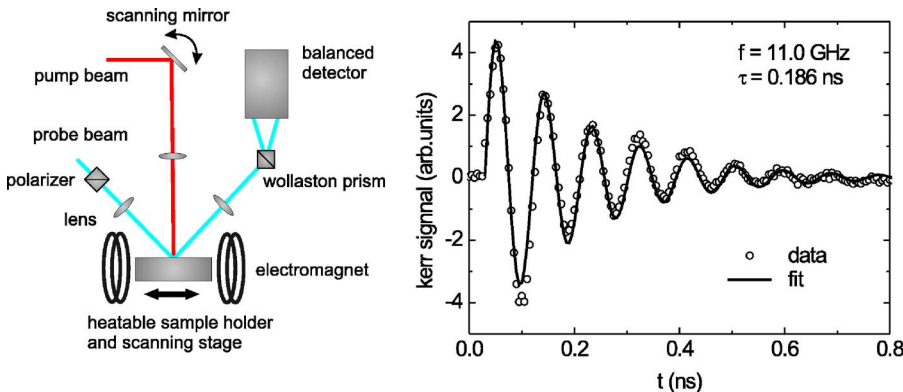 scanning mirror
pump beam
balanced
detector
probe beam
polarizer
wollaston prism
lens
electromagnet
heatable sample holder
and scanning stage
kerr signnal (arb.units)
4
2
0
-2
-4
f = 11.0 GHz
τ = 0.186 ns
data
fit
0.0 0.2 0.4 0.6 0.8
t (ns)